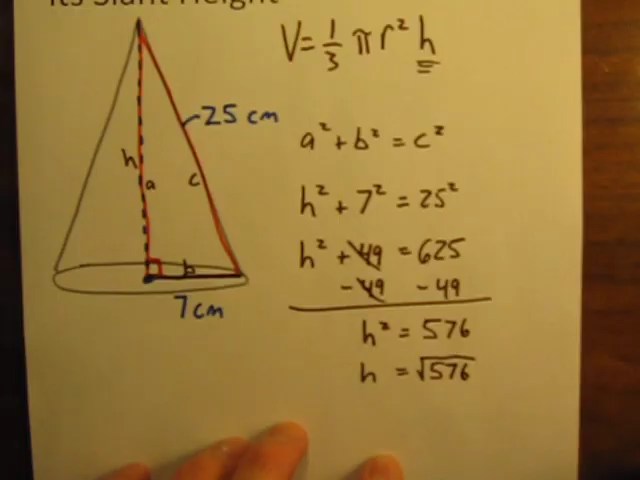 Its Slant Height
V = 1/3 π r² h
25 cm
a² + b² = c²
h
a
c
h² + 7² = 25²
h² + 49 = 625
- 49 - 49
b
7cm
h² = 576
h = √576